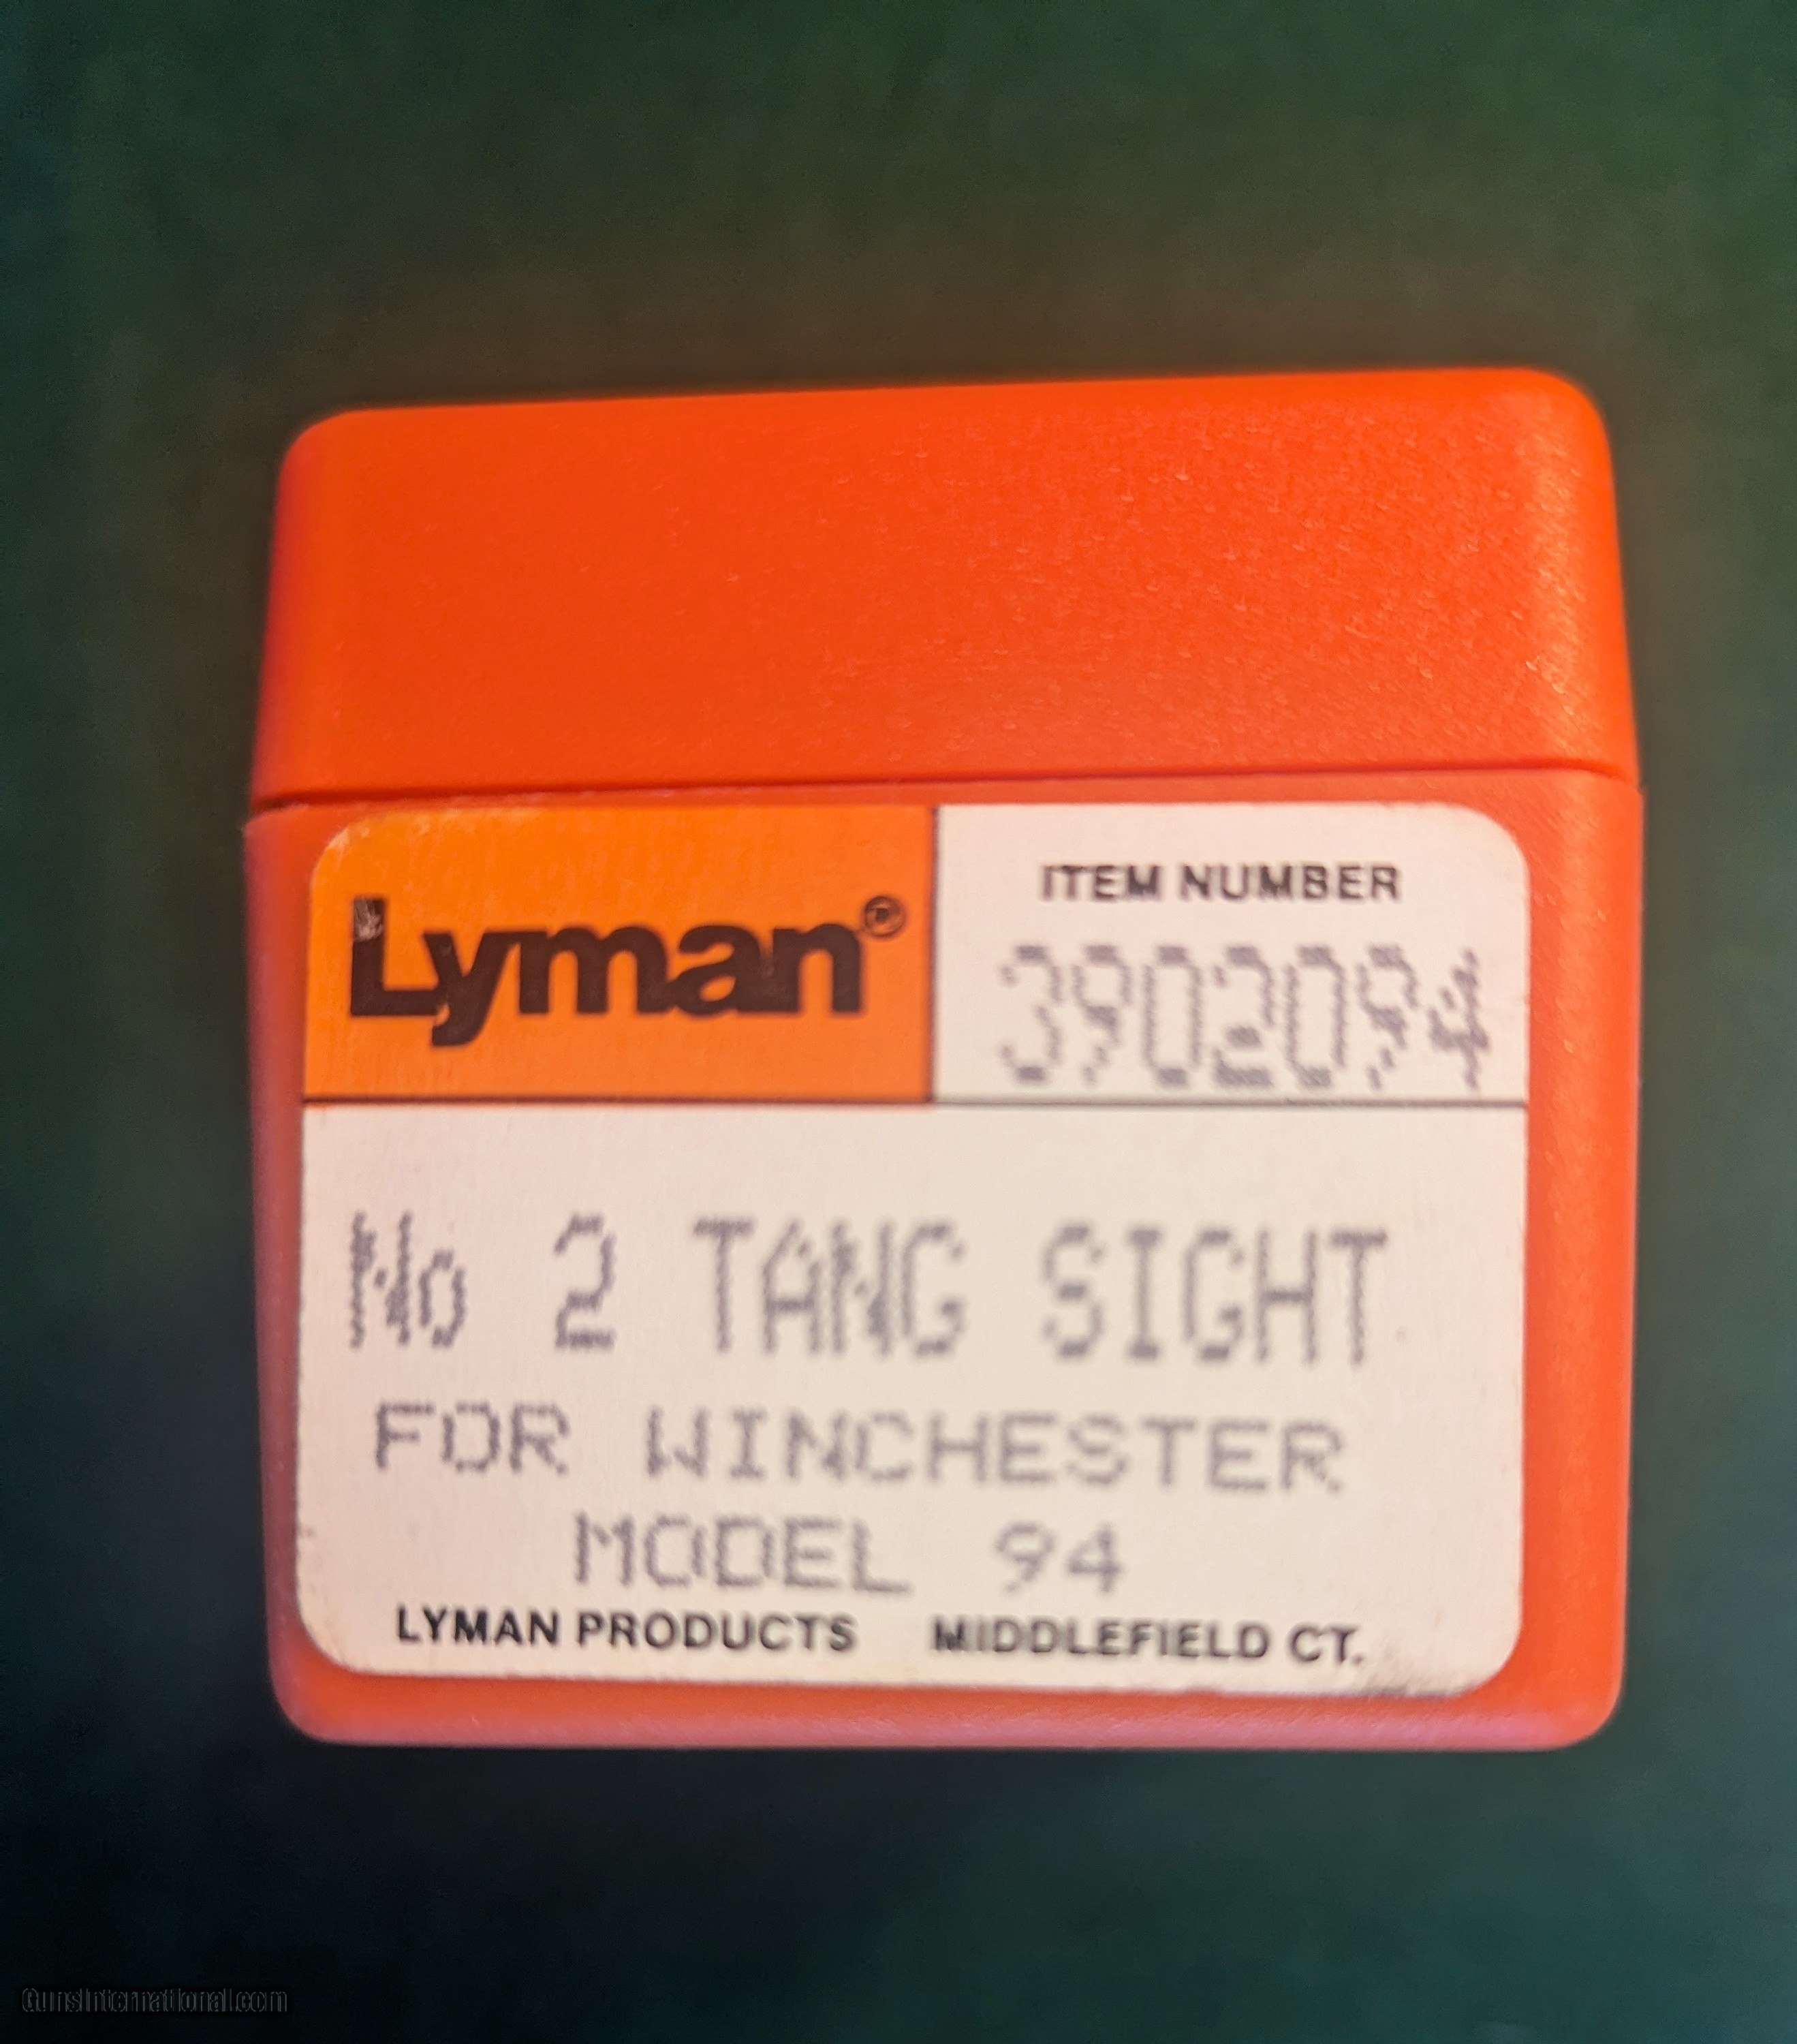 Lyman®
ITEM NUMBER
3902094
No 2 TANG SIGHT
FOR WINCHESTER
MODEL 94
LYMAN PRODUCTS MIDDLEFIELD CT.
GunsInternational.com